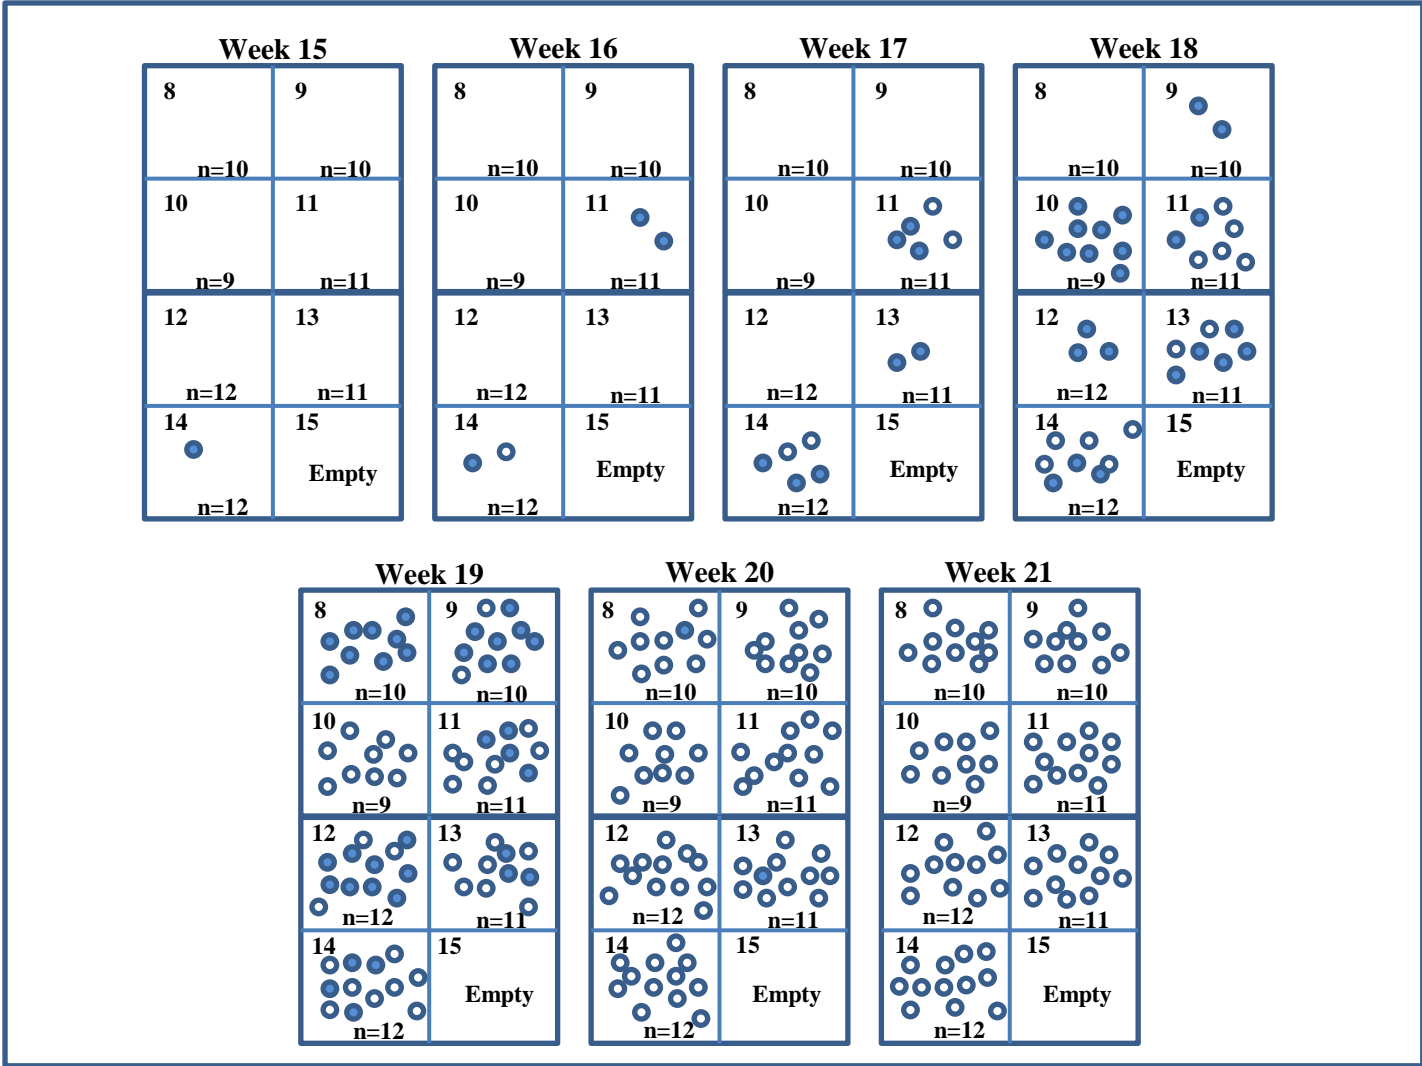 Week 15 Week 16 Week 17 Week 18
8 9 8 9 8 9 8 9
n=10 n=10 n=10 n=10 n=10 n=10 n=10 n=10
10 11 10 11 10 11 10 11
n=9 n=11 n=9 n=11 n=9 n=11 n=9 n=11
12 13 12 13 12 13 12 13
n=12 n=11 n=12 n=11 n=12 n=11 n=12 n=11
14 15 14 15 14 15 14 15
Empty Empty Empty Empty
n=12 n=12 n=12 n=12
Week 19 Week 20 Week 21
8 9 8 9 8 9
n=10 n=10 n=10 n=10 n=10 n=10
10 11 10 11 10 11
n=9 n=11 n=9 n=11 n=9 n=11
12 13 12 13 12 13
n=12 n=11 n=12 n=11 n=12 n=11
14 15 14 15 14 15
Empty Empty Empty
n=12 n=12 n=12